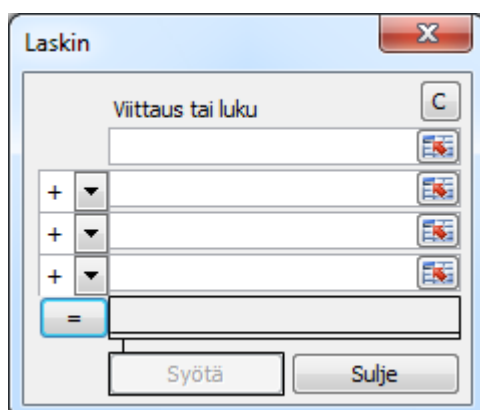 Laskin
C
Viittaus tai luku
+
+
+
=
Syötä Sulje